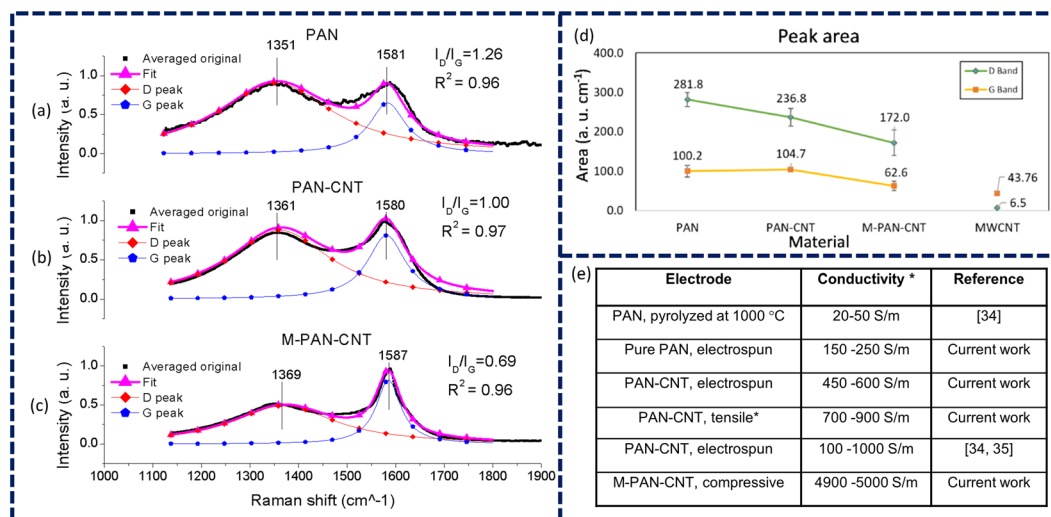 PAN
1351
1581
I_D/I_G=1.26
R² = 0.96
Averaged original
Fit
D peak
G peak
(a)
Intensity (a. u.)
1.0
0.5
0.0
PAN-CNT
1361
1580
I_D/I_G=1.00
R² = 0.97
Averaged original
Fit
D peak
G peak
(b)
Intensity (a. u.)
1.0
0.5
0.0
M-PAN-CNT
1369
1587
I_D/I_G=0.69
R² = 0.96
Averaged original
Fit
D peak
G peak
(c)
Intensity (a. u.)
1.0
0.5
0.0
1000 1100 1200 1300 1400 1500 1600 1700 1800 1900
Raman shift (cm^-1)
(d)
Peak area
Area (a. u. cm⁻¹)
400.0
300.0
200.0
100.0
0.0
D Band
G Band
281.8
236.8
172.0
100.2
104.7
62.6
43.76
6.5
PAN PAN-CNT M-PAN-CNT MWCNT
Material
(e)
Electrode Conductivity * Reference
PAN, pyrolyzed at 1000 °C 20-50 S/m [34]
Pure PAN, electrospun 150 -250 S/m Current work
PAN-CNT, electrospun 450 -600 S/m Current work
PAN-CNT, tensile* 700 -900 S/m Current work
PAN-CNT, electrospun 100 -1000 S/m [34, 35]
M-PAN-CNT, compressive 4900 -5000 S/m Current work